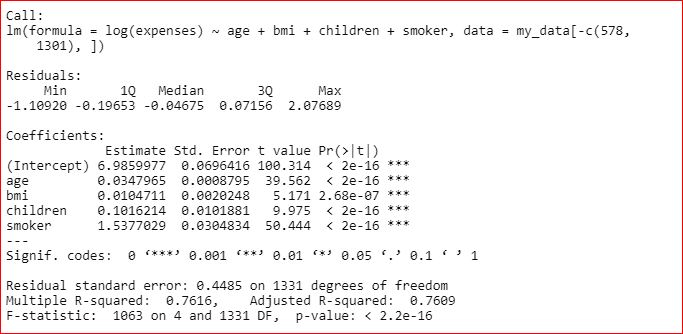 Call:
lm(formula = log(expenses) ~ age + bmi + children + smoker, data = my_data[-c(578,
    1301), ])
Residuals:
     Min       1Q   Median       3Q      Max
-1.10920 -0.19653 -0.04675  0.07156  2.07689
Coefficients:
             Estimate Std. Error t value Pr(>|t|)
(Intercept) 6.9859977  0.0696416 100.314  < 2e-16 ***
age         0.0347965  0.0008795  39.562  < 2e-16 ***
bmi         0.0104711  0.0020248   5.171 2.68e-07 ***
children    0.1016214  0.0101881   9.975  < 2e-16 ***
smoker      1.5377029  0.0304834  50.444  < 2e-16 ***
---
Signif. codes:  0 ‘***’ 0.001 ‘**’ 0.01 ‘*’ 0.05 ‘.’ 0.1 ‘ ’ 1
Residual standard error: 0.4485 on 1331 degrees of freedom
Multiple R-squared:  0.7616,    Adjusted R-squared:  0.7609
F-statistic:  1063 on 4 and 1331 DF,  p-value: < 2.2e-16